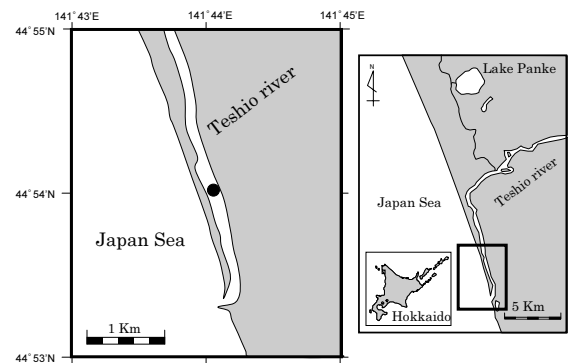 141°43'E
141°44'E
141°45'E
44°55'N
44°54'N
44°53'N
Teshio river
Japan Sea
1 Km
N
Lake Panke
Teshio river
Japan Sea
Hokkaido
5 Km